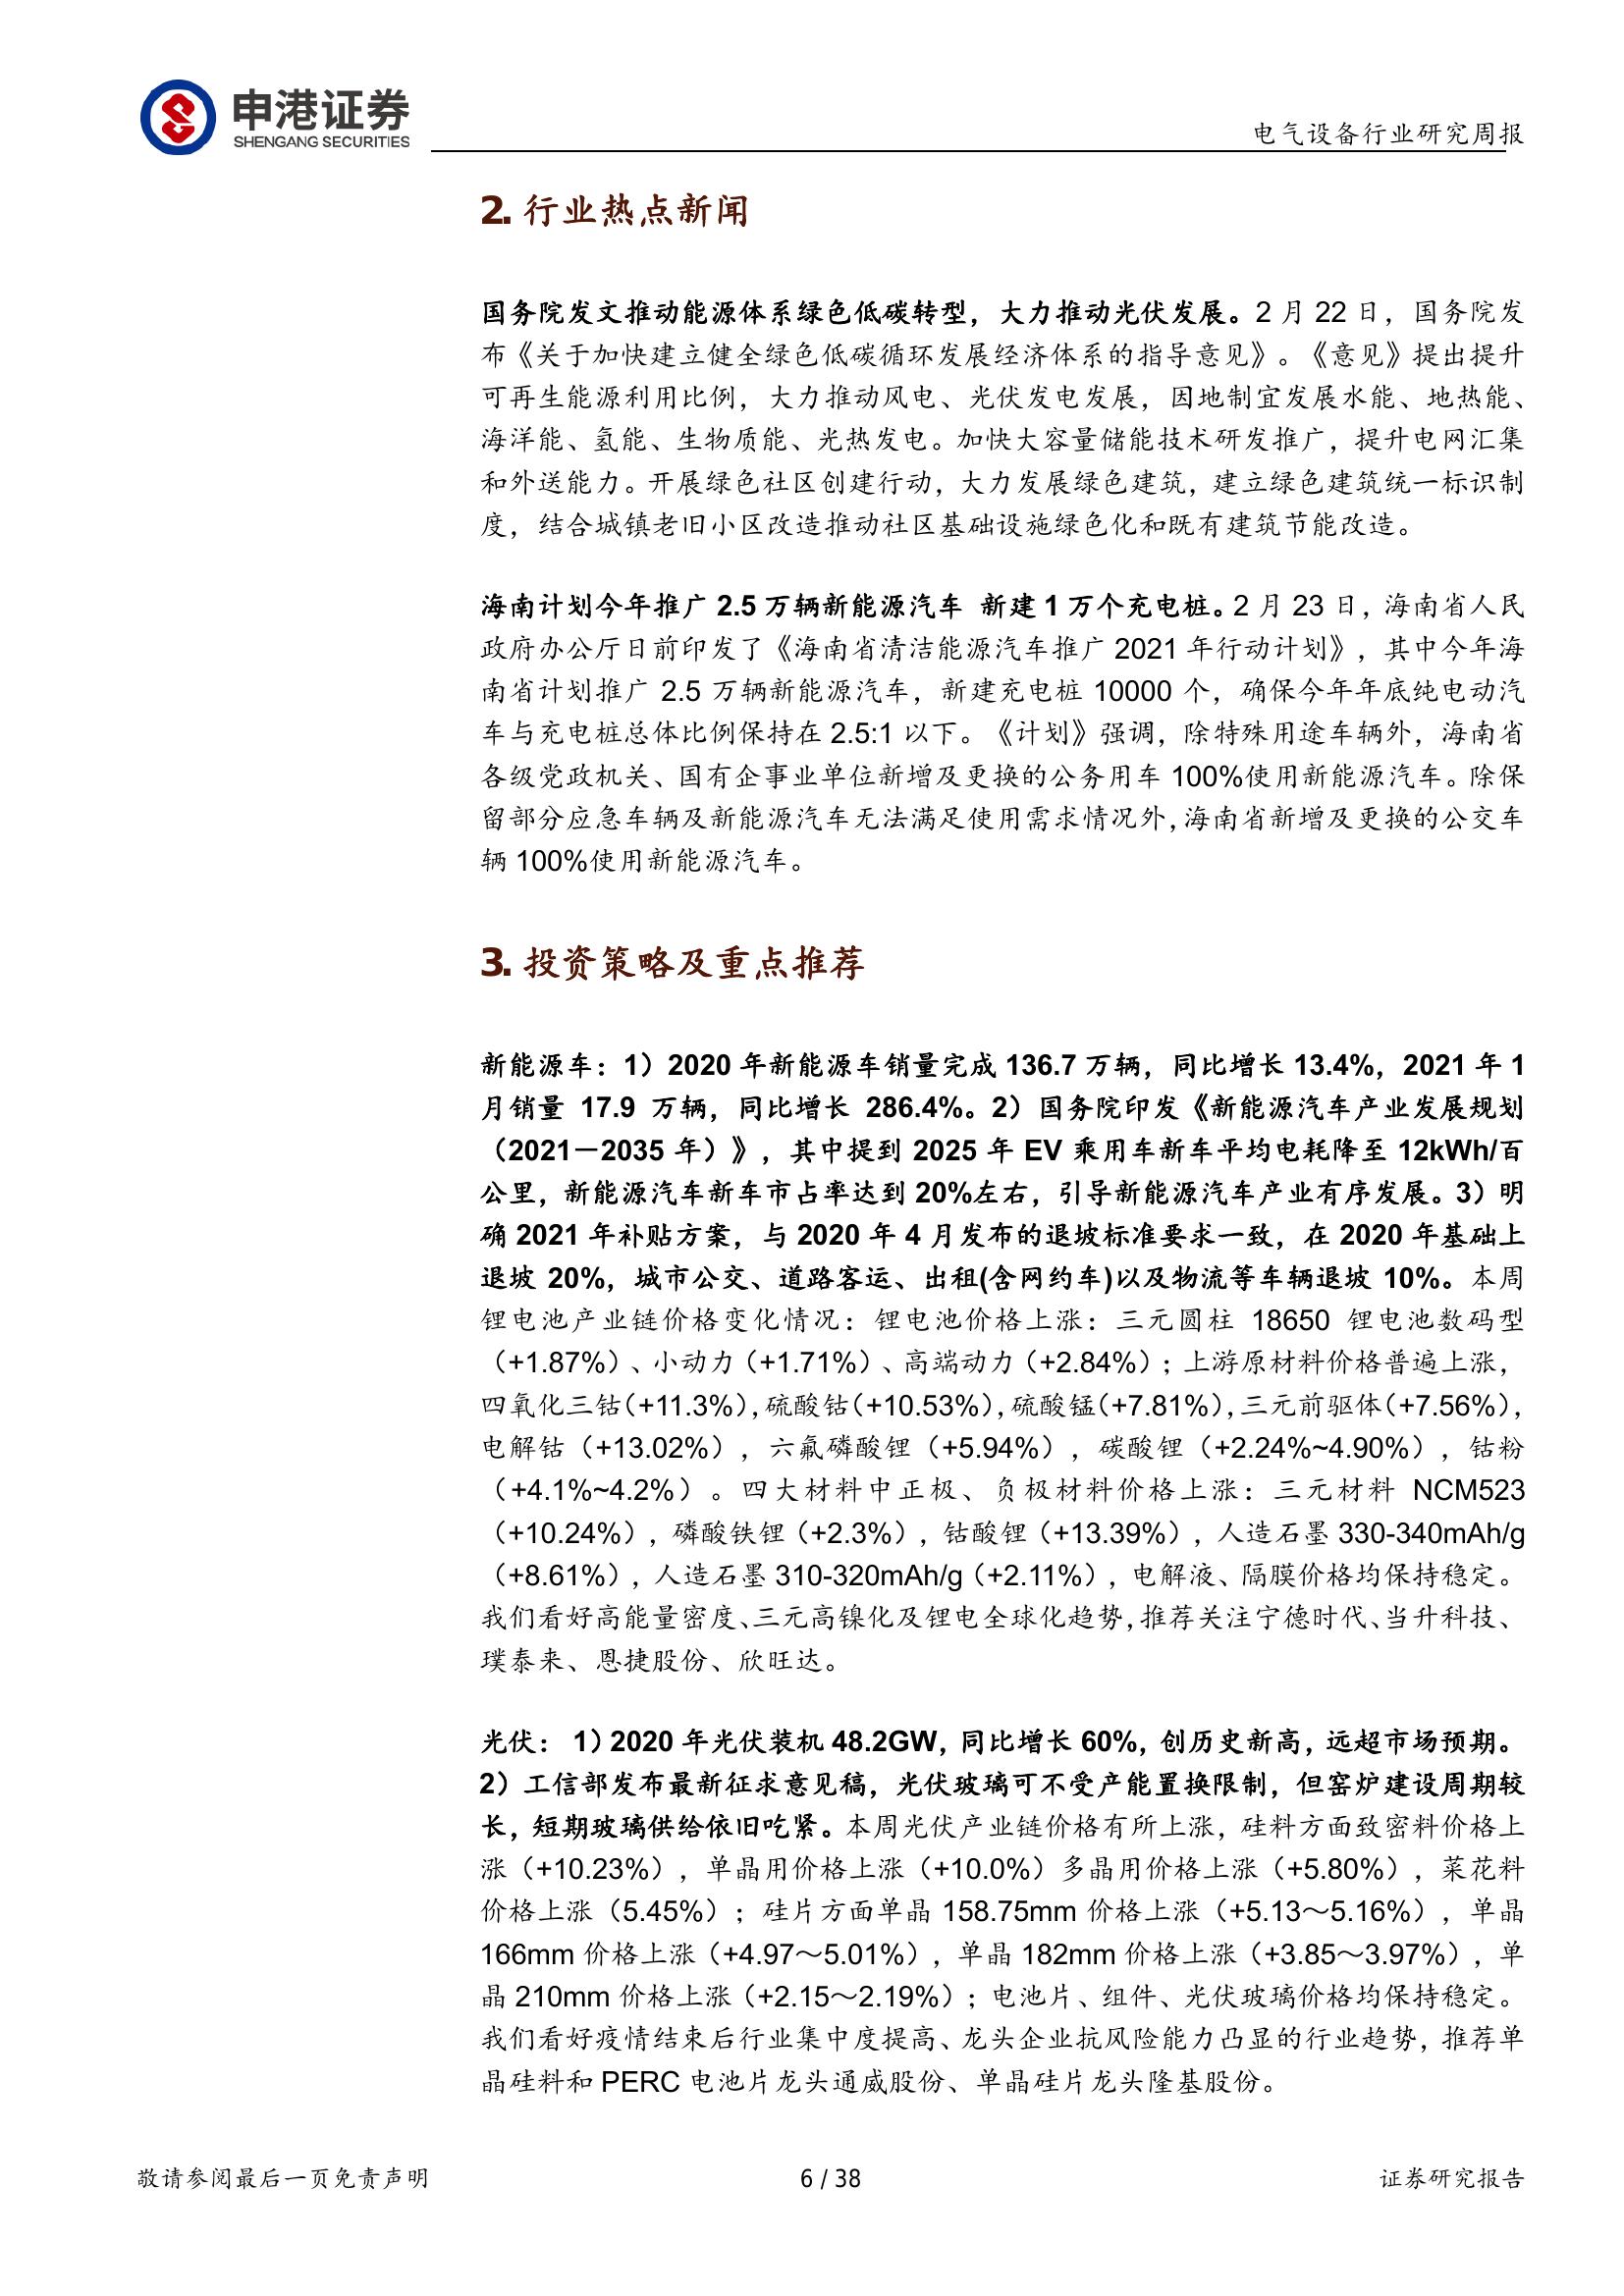 申港证券
SHENGANG SECURITIES
电气设备行业研究周报
2. 行业热点新闻
国务院发文推动能源体系绿色低碳转型，大力推动光伏发展。2 月 22 日，国务院发
布《关于加快建立健全绿色低碳循环发展经济体系的指导意见》。《意见》提出提升
可再生能源利用比例，大力推动风电、光伏发电发展，因地制宜发展水能、地热能、
海洋能、氢能、生物质能、光热发电。加快大容量储能技术研发推广，提升电网汇集
和外送能力。开展绿色社区创建行动，大力发展绿色建筑，建立绿色建筑统一标识制
度，结合城镇老旧小区改造推动社区基础设施绿色化和既有建筑节能改造。
海南计划今年推广 2.5 万辆新能源汽车 新建 1 万个充电桩。2 月 23 日，海南省人民
政府办公厅日前印发了《海南省清洁能源汽车推广 2021 年行动计划》，其中今年海
南省计划推广 2.5 万辆新能源汽车，新建充电桩 10000 个，确保今年年底纯电动汽
车与充电桩总体比例保持在 2.5:1 以下。《计划》强调，除特殊用途车辆外，海南省
各级党政机关、国有企事业单位新增及更换的公务用车 100%使用新能源汽车。除保
留部分应急车辆及新能源汽车无法满足使用需求情况外，海南省新增及更换的公交车
辆 100%使用新能源汽车。
3. 投资策略及重点推荐
新能源车：1）2020 年新能源车销量完成 136.7 万辆，同比增长 13.4%，2021 年 1
月销量 17.9 万辆，同比增长 286.4%。2）国务院印发《新能源汽车产业发展规划
（2021－2035 年）》，其中提到 2025 年 EV 乘用车新车平均电耗降至 12kWh/百
公里，新能源汽车新车市占率达到 20%左右，引导新能源汽车产业有序发展。3）明
确 2021 年补贴方案，与 2020 年 4 月发布的退坡标准要求一致，在 2020 年基础上
退坡 20%，城市公交、道路客运、出租(含网约车)以及物流等车辆退坡 10%。本周
锂电池产业链价格变化情况：锂电池价格上涨：三元圆柱 18650 锂电池数码型
（+1.87%）、小动力（+1.71%）、高端动力（+2.84%）；上游原材料价格普遍上涨，
四氧化三钴（+11.3%），硫酸钴（+10.53%），硫酸锰（+7.81%），三元前驱体（+7.56%），
电解钴（+13.02%），六氟磷酸锂（+5.94%），碳酸锂（+2.24%~4.90%），钴粉
（+4.1%~4.2%）。四大材料中正极、负极材料价格上涨：三元材料 NCM523
（+10.24%），磷酸铁锂（+2.3%），钴酸锂（+13.39%），人造石墨 330-340mAh/g
（+8.61%），人造石墨 310-320mAh/g（+2.11%），电解液、隔膜价格均保持稳定。
我们看好高能量密度、三元高镍化及锂电全球化趋势，推荐关注宁德时代、当升科技、
璞泰来、恩捷股份、欣旺达。
光伏： 1）2020 年光伏装机 48.2GW，同比增长 60%，创历史新高，远超市场预期。
2）工信部发布最新征求意见稿，光伏玻璃可不受产能置换限制，但窑炉建设周期较
长，短期玻璃供给依旧吃紧。本周光伏产业链价格有所上涨，硅料方面致密料价格上
涨（+10.23%），单晶用价格上涨（+10.0%）多晶用价格上涨（+5.80%），菜花料
价格上涨（5.45%）；硅片方面单晶 158.75mm 价格上涨（+5.13～5.16%），单晶
166mm 价格上涨（+4.97～5.01%），单晶 182mm 价格上涨（+3.85～3.97%），单
晶 210mm 价格上涨（+2.15～2.19%）；电池片、组件、光伏玻璃价格均保持稳定。
我们看好疫情结束后行业集中度提高、龙头企业抗风险能力凸显的行业趋势，推荐单
晶硅料和 PERC 电池片龙头通威股份、单晶硅片龙头隆基股份。
敬请参阅最后一页免责声明
6 / 38
证券研究报告